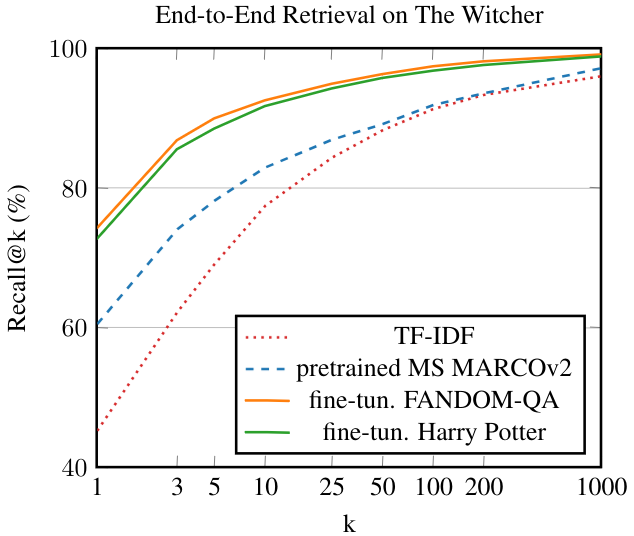 End-to-End Retrieval on The Witcher
100
80
60
40
Recall@k (%)
TF-IDF
pretrained MS MARCOv2
fine-tun. FANDOM-QA
fine-tun. Harry Potter
1 3 5 10 25 50 100 200 1000
k